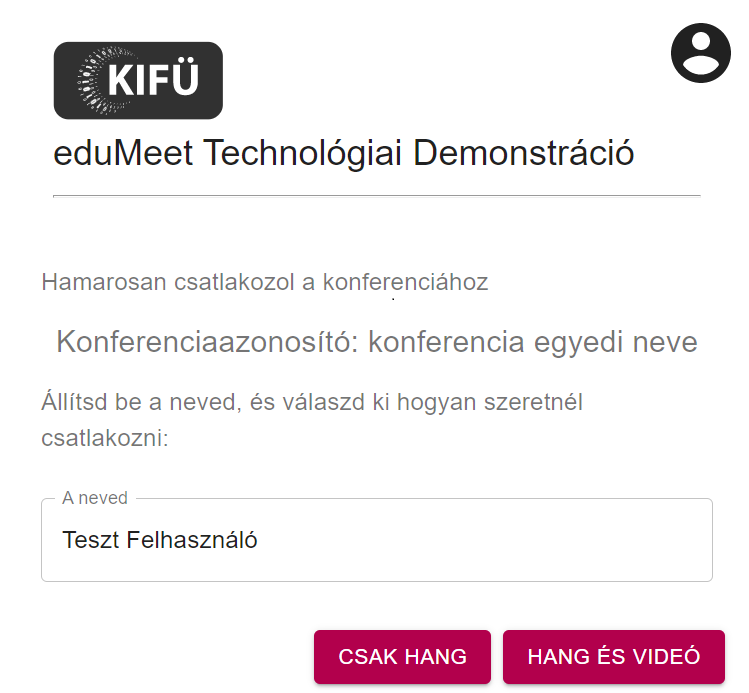 KIFÜ
eduMeet Technológiai Demonstráció
Hamarosan csatlakozol a konferenciához
Konferenciaazonosító: konferencia egyedi neve
Állítsd be a neved, és válaszd ki hogyan szeretnél
csatlakozni:
A neved
Teszt Felhasználó
CSAK HANG
HANG ÉS VIDEÓ